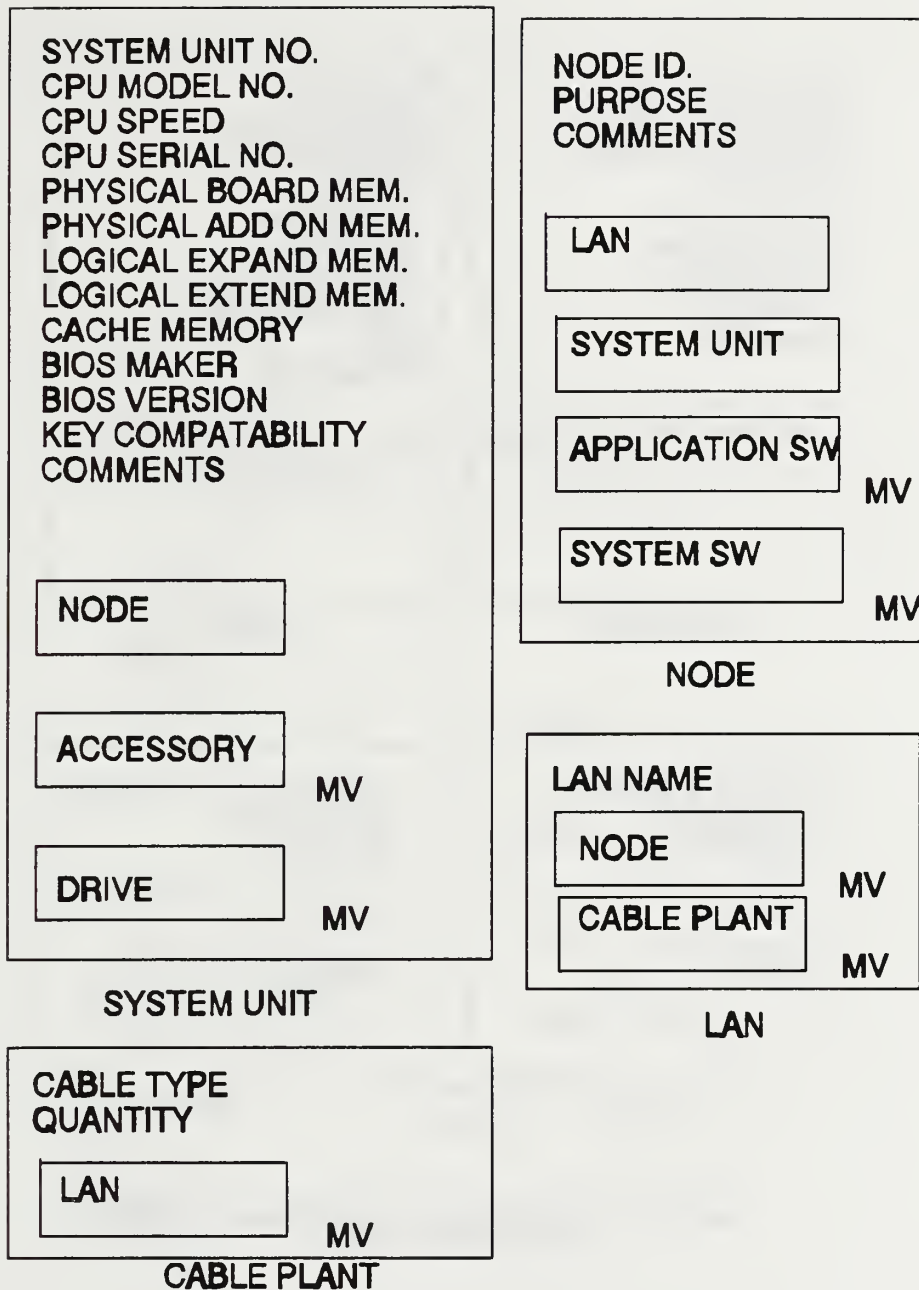 SYSTEM UNIT NO.
CPU MODEL NO.
CPU SPEED
CPU SERIAL NO.
PHYSICAL BOARD MEM.
PHYSICAL ADD ON MEM.
LOGICAL EXPAND MEM.
LOGICAL EXTEND MEM.
CACHE MEMORY
BIOS MAKER
BIOS VERSION
KEY COMPATABILITY
COMMENTS
NODE
ACCESSORY
MV
DRIVE
MV
SYSTEM UNIT
NODE ID.
PURPOSE
COMMENTS
LAN
SYSTEM UNIT
APPLICATION SW
MV
SYSTEM SW
MV
NODE
LAN NAME
NODE
MV
CABLE PLANT
MV
LAN
CABLE TYPE
QUANTITY
LAN
MV
CABLE PLANT